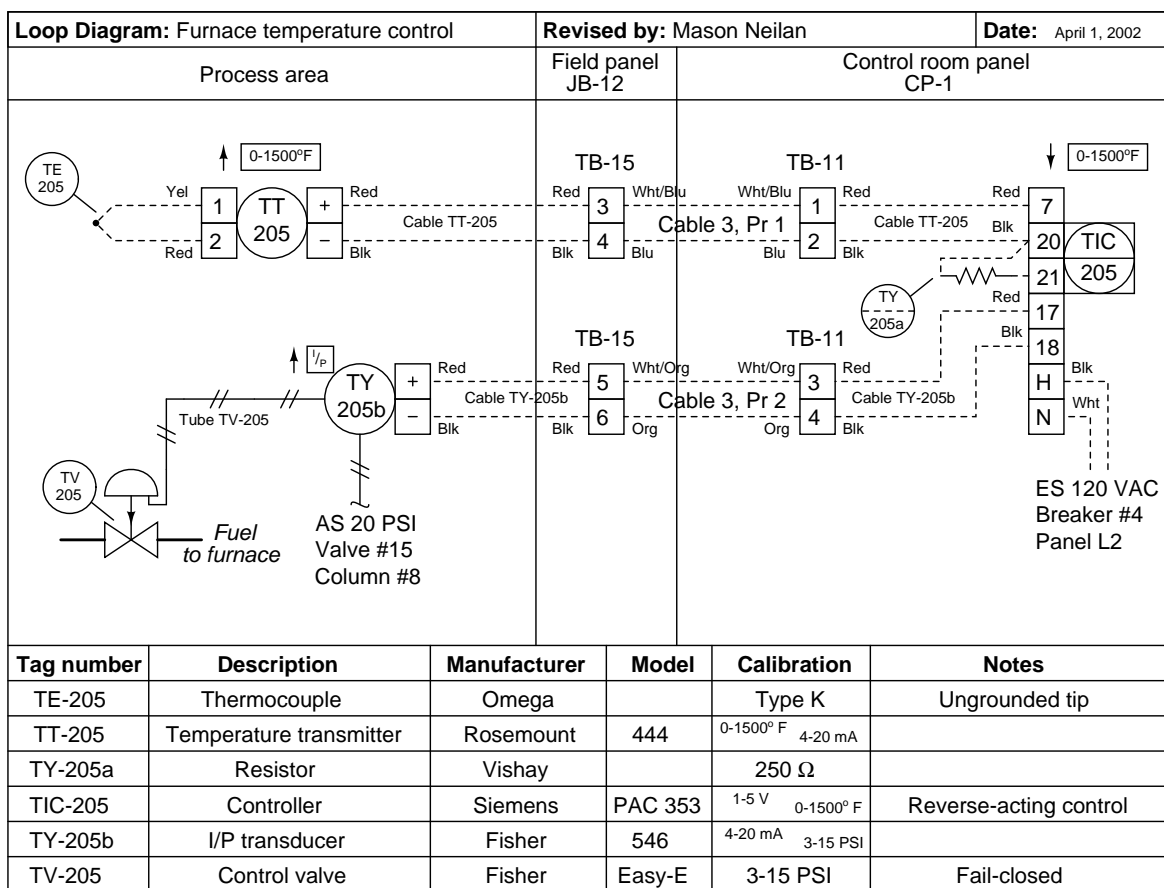 Loop Diagram: Furnace temperature control
Revised by: Mason Neilan
Date: April 1, 2002
Process area
Field panel
JB-12
Control room panel
CP-1
TE
205
0-1500ºF
Yel
Red
1
2
TT
205
+
−
Red
Blk
Cable TT-205
TB-15
Red
Blk
3
4
Wht/Blu
Blu
Cable 3, Pr 1
TB-11
Wht/Blu
Blu
1
2
Red
Blk
Cable TT-205
0-1500ºF
Red
Blk
7
20
21
17
18
H
N
TIC
205
TY
205a
Red
Blk
Blk
Wht
ES 120 VAC
Breaker #4
Panel L2
I/P
TY
205b
+
−
Red
Blk
Cable TY-205b
TB-15
Red
Blk
5
6
Wht/Org
Org
Cable 3, Pr 2
TB-11
Wht/Org
Org
3
4
Red
Blk
Cable TY-205b
Tube TV-205
TV
205
Fuel
to furnace
AS 20 PSI
Valve #15
Column #8
Tag number Description Manufacturer Model Calibration Notes
TE-205 Thermocouple Omega Type K Ungrounded tip
TT-205 Temperature transmitter Rosemount 444 0-1500º F 4-20 mA
TY-205a Resistor Vishay 250 Ω
TIC-205 Controller Siemens PAC 353 1-5 V 0-1500º F Reverse-acting control
TY-205b I/P transducer Fisher 546 4-20 mA 3-15 PSI
TV-205 Control valve Fisher Easy-E 3-15 PSI Fail-closed